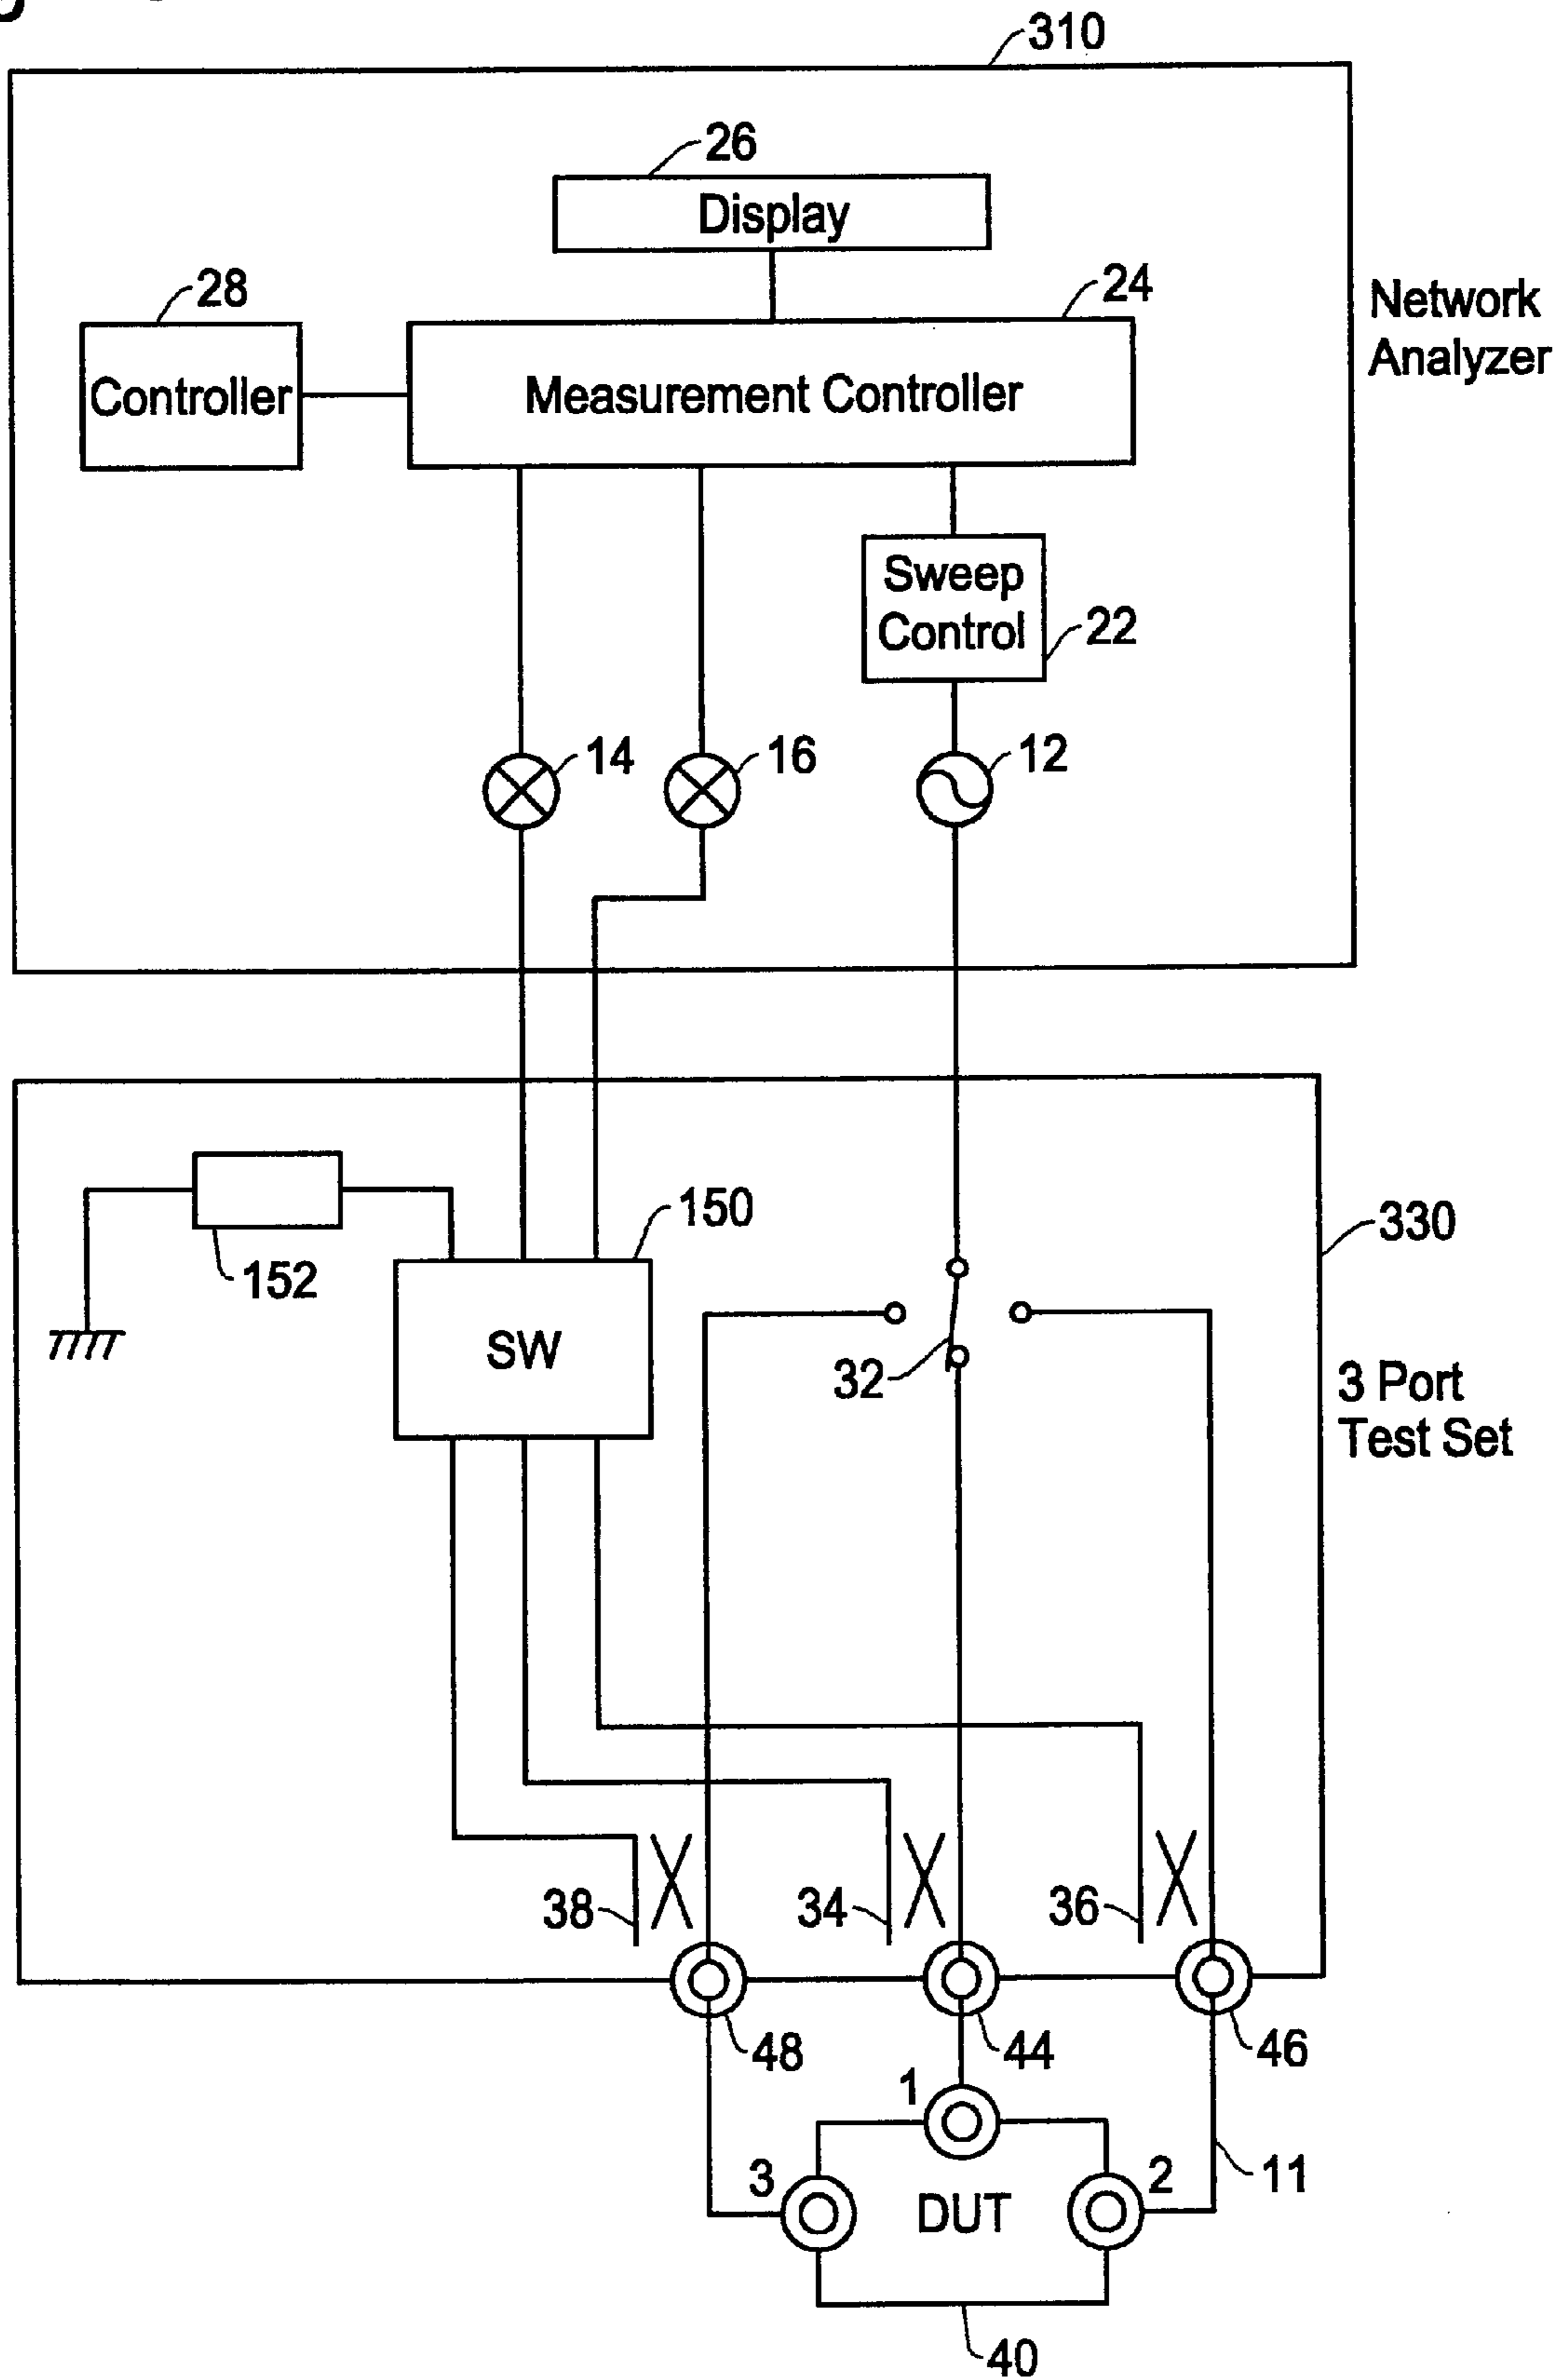 310
26
Display
28
24
Controller
Measurement Controller
Network
Analyzer
Sweep
Control
22
14
16
12
150
330
152
SW
32
3 Port
Test Set
38
34
36
48
44
46
1
3
2
11
DUT
40